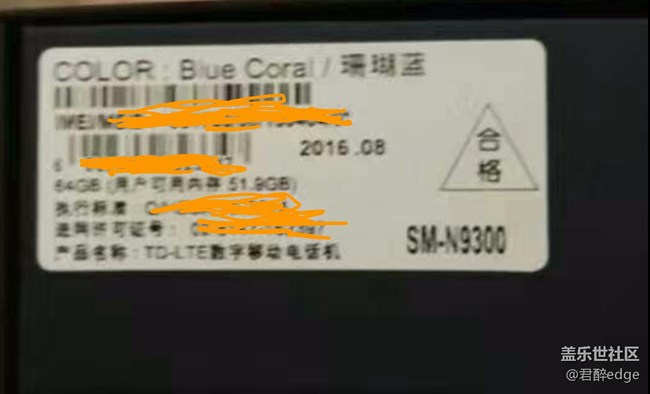 COLOR : Blue Coral / 珊瑚蓝
IMEI/ME
2016.08
6
64GB (用户可用内存 51.9GB)
执行标准
进网许可证号：
产品名称：TD-LTE数字移动电话机
合格
SM-N9300
盖乐世社区
@君醉edge